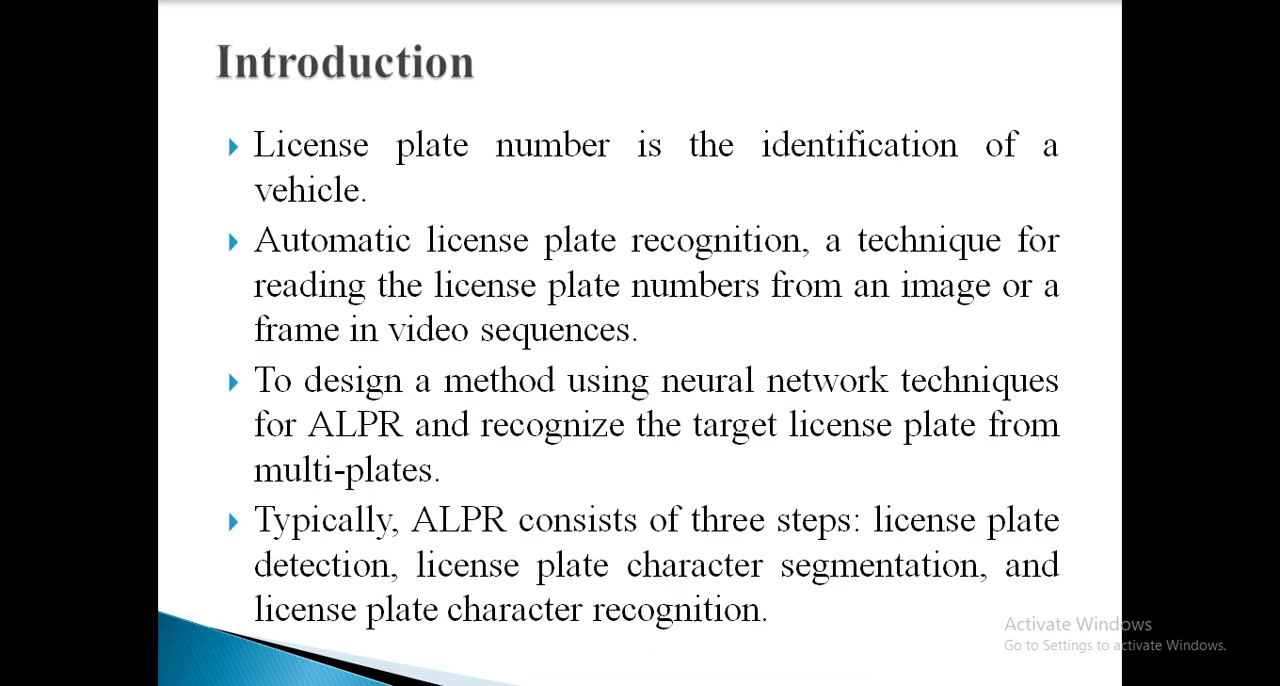 Introduction
License plate number is the identification of a
vehicle.
Automatic license plate recognition, a technique for
reading the license plate numbers from an image or a
frame in video sequences.
To design a method using neural network techniques
for ALPR and recognize the target license plate from
multi-plates.
Typically, ALPR consists of three steps: license plate
detection, license plate character segmentation, and
license plate character recognition.
Activate Windows
Go to Settings to activate Windows.